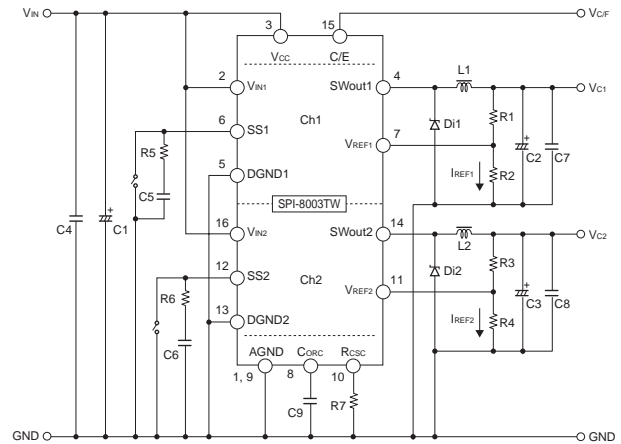 VIN
3
15
VC/F
VCC
C/E
2
VIN1
SWout1
4
L1
VC1
Ch1
Di1
R1
C2
C7
6
SS1
R5
7
VREF1
IREF1
R2
5
DGND1
C5
C4
C1
SPI-8003TW
16
VIN2
SWout2
14
L2
VC2
12
SS2
Ch2
Di2
R3
R6
VREF2
11
C3
C8
13
DGND2
IREF2
R4
C6
AGND
CORC
RCSC
1, 9
8
10
C9
R7
GND
GND